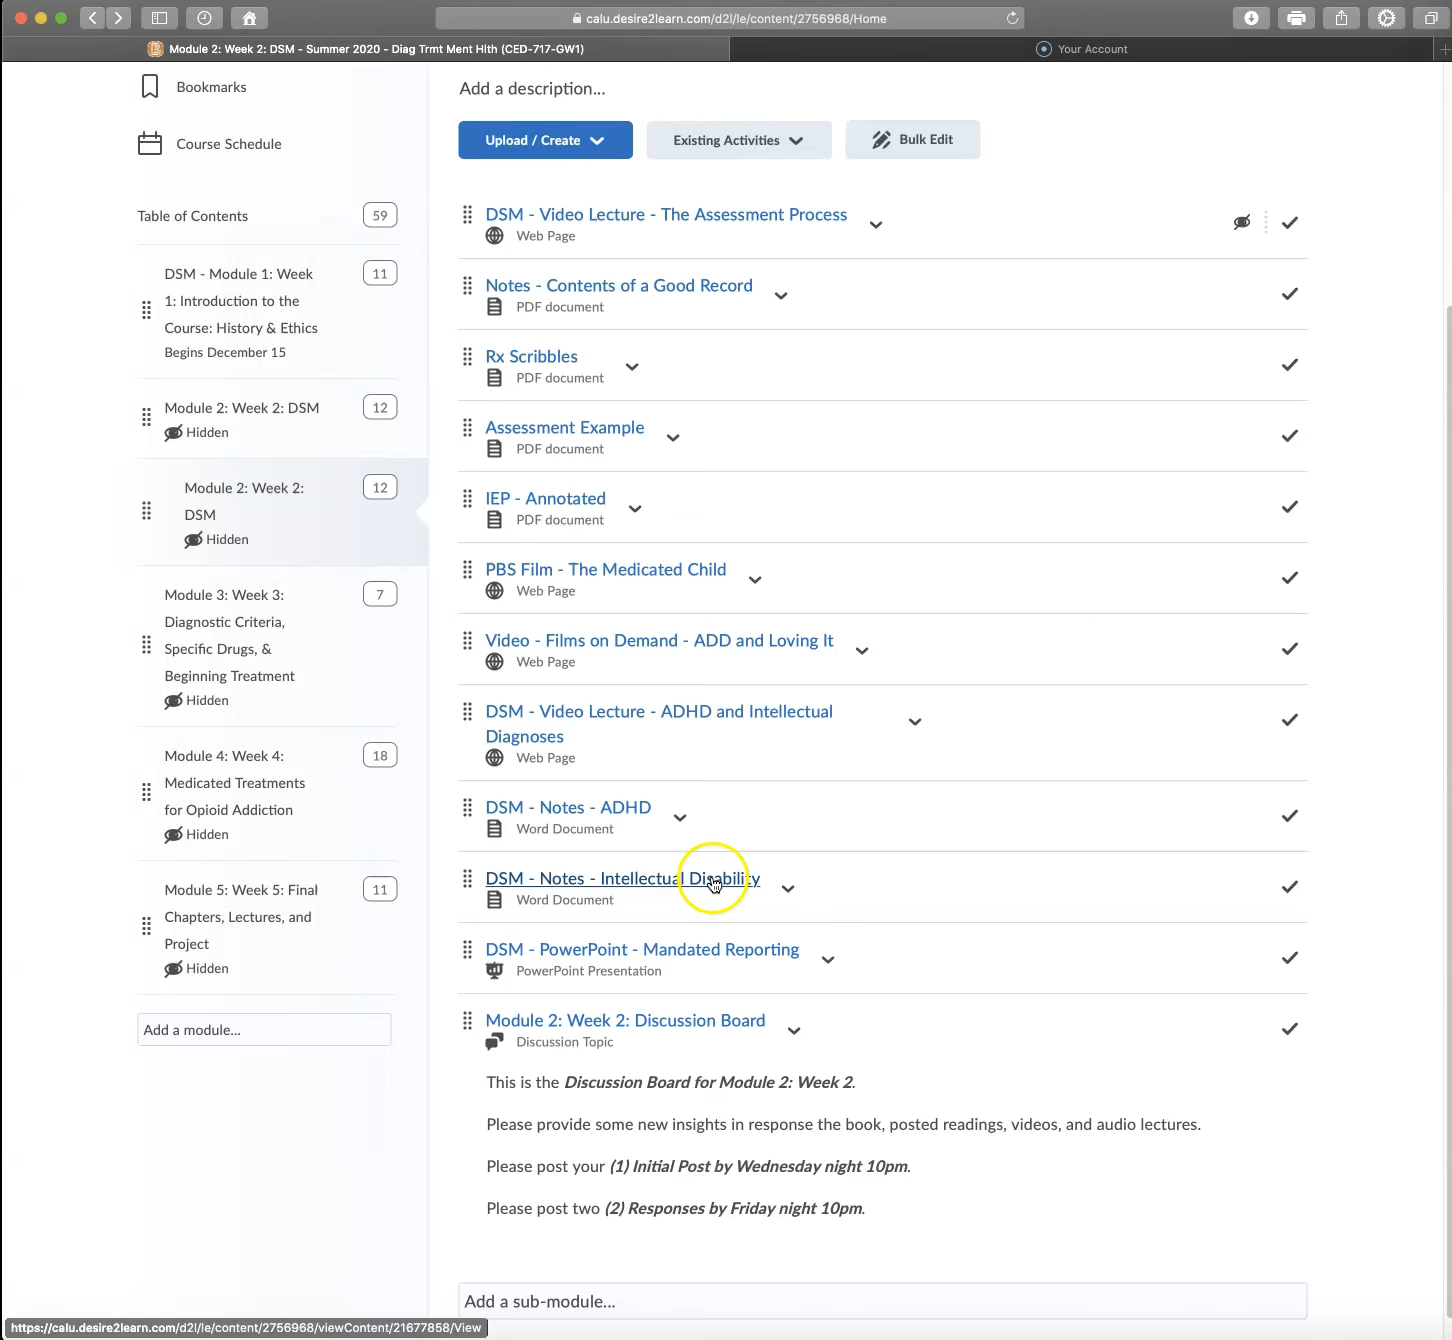 calu.desire2learn.com/d2l/le/content/2756968/Home
Module 2: Week 2: DSM - Summer 2020 - Diag Trmt Ment Hlth (CED-717-GW1)
Your Account
Bookmarks
Course Schedule
Table of Contents
59
DSM - Module 1: Week
1: Introduction to the
Course: History & Ethics
Begins December 15
11
Module 2: Week 2: DSM
Hidden
12
Module 2: Week 2:
DSM
Hidden
12
Module 3: Week 3:
Diagnostic Criteria,
Specific Drugs, &
Beginning Treatment
Hidden
7
Module 4: Week 4:
Medicated Treatments
for Opioid Addiction
Hidden
18
Module 5: Week 5: Final
Chapters, Lectures, and
Project
Hidden
11
Add a module...
Add a description...
Upload / Create
Existing Activities
Bulk Edit
DSM - Video Lecture - The Assessment Process
Web Page
Notes - Contents of a Good Record
PDF document
Rx Scribbles
PDF document
Assessment Example
PDF document
IEP - Annotated
PDF document
PBS Film - The Medicated Child
Web Page
Video - Films on Demand - ADD and Loving It
Web Page
DSM - Video Lecture - ADHD and Intellectual
Diagnoses
Web Page
DSM - Notes - ADHD
Word Document
DSM - Notes - Intellectual Disability
Word Document
DSM - PowerPoint - Mandated Reporting
PowerPoint Presentation
Module 2: Week 2: Discussion Board
Discussion Topic
This is the Discussion Board for Module 2: Week 2.
Please provide some new insights in response the book, posted readings, videos, and audio lectures.
Please post your (1) Initial Post by Wednesday night 10pm.
Please post two (2) Responses by Friday night 10pm.
Add a sub-module...
https://calu.desire2learn.com/d2l/le/content/2756968/viewContent/21677858/View